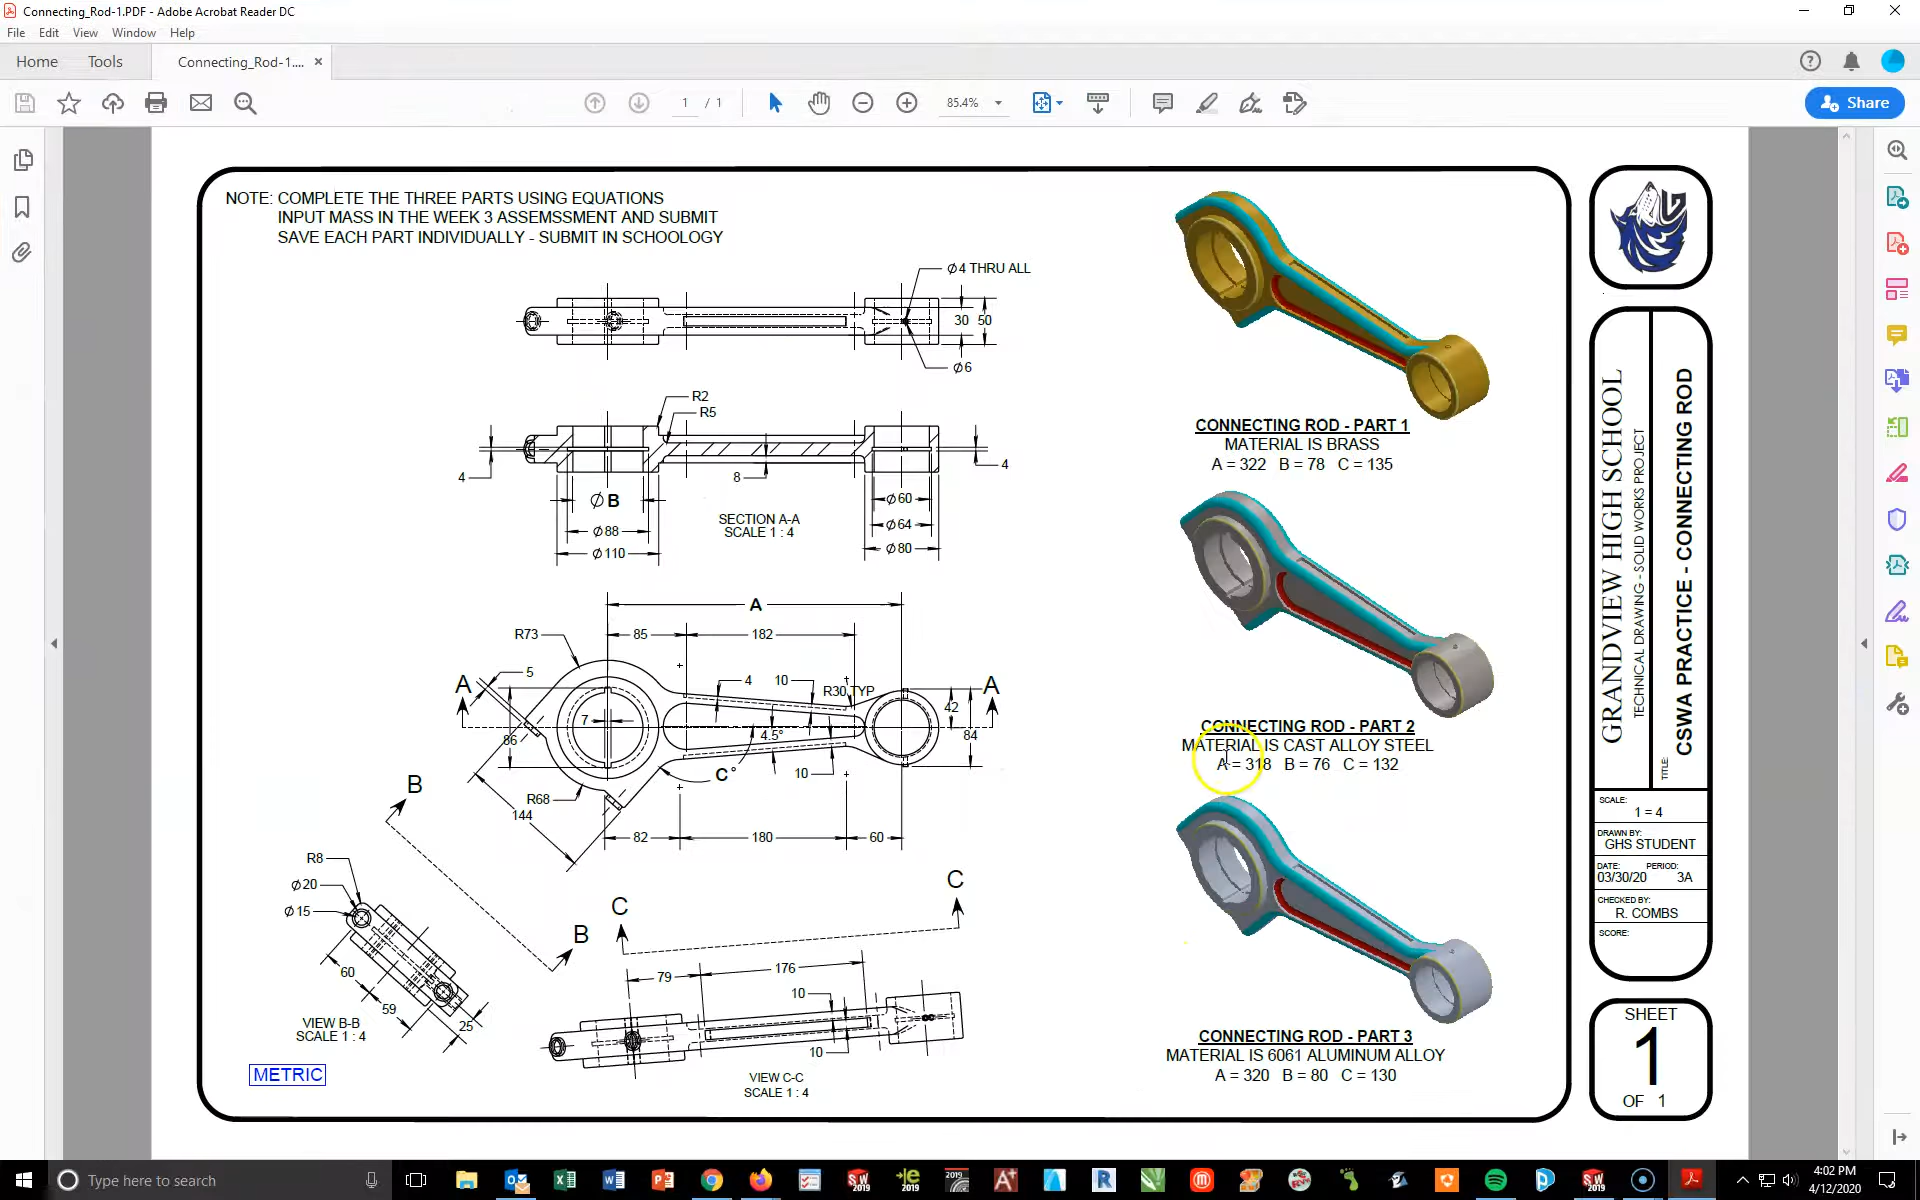 Connecting_Rod-1.PDF - Adobe Acrobat Reader DC
File Edit View Window Help
Home Tools Connecting_Rod-1.... ×
1 / 1
85.4%
Share
NOTE: COMPLETE THE THREE PARTS USING EQUATIONS
INPUT MASS IN THE WEEK 3 ASSEMSSMENT AND SUBMIT
SAVE EACH PART INDIVIDUALLY - SUBMIT IN SCHOOLOGY
Ø4 THRU ALL
30 50
Ø6
R2
R5
4
8
4
ØB
Ø60
Ø64
Ø88
Ø80
Ø110
SECTION A-A
SCALE 1 : 4
A
R73
85
182
5
4
10
R30 TYP
A
A
42
7
86
4.5°
84
C°
10
R68
144
82
180
60
B
B
R8
Ø20
Ø15
60
59
25
VIEW B-B
SCALE 1 : 4
C
C
79
176
10
10
VIEW C-C
SCALE 1 : 4
METRIC
CONNECTING ROD - PART 1
MATERIAL IS BRASS
A = 322 B = 78 C = 135
CONNECTING ROD - PART 2
MATERIAL IS CAST ALLOY STEEL
A = 318 B = 76 C = 132
CONNECTING ROD - PART 3
MATERIAL IS 6061 ALUMINUM ALLOY
A = 320 B = 80 C = 130
GRANDVIEW HIGH SCHOOL
TECHNICAL DRAWING - SOLID WORKS PROJECT
TITLE:
CSWA PRACTICE - CONNECTING ROD
SCALE:
1 = 4
DRAWN BY:
GHS STUDENT
DATE: PERIOD:
03/30/20 3A
CHECKED BY:
R. COMBS
SCORE:
SHEET
1
OF 1
Type here to search
4:02 PM
4/12/2020